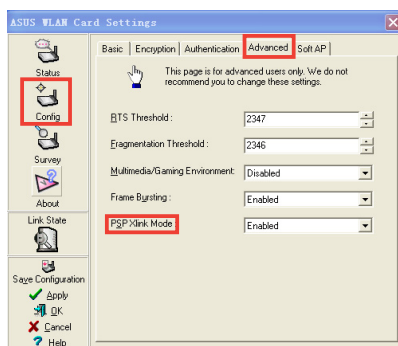 ASUS WLAN Card Settings
Status
Config
Survey
About
Link State
Save Configuration
Apply
OK
Cancel
Help
Basic Encryption Authentication Advanced Soft AP
This page is for advanced users only. We do not
recommend you to change these settings.
RTS Threshold : 2347
Fragmentation Threshold : 2346
Multimedia/Gaming Environment: Disabled
Frame Bursting : Enabled
PSP Xlink Mode : Enabled